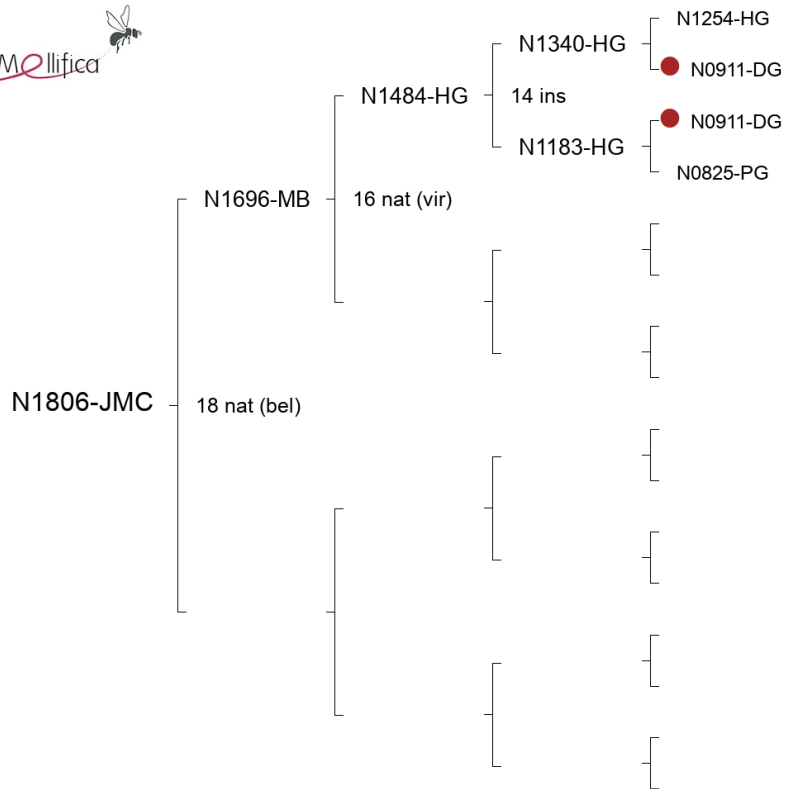 Mellifica
N1254-HG
N1340-HG
N0911-DG
N1484-HG
14 ins
N0911-DG
N1183-HG
N0825-PG
N1696-MB
16 nat (vir)
N1806-JMC
18 nat (bel)